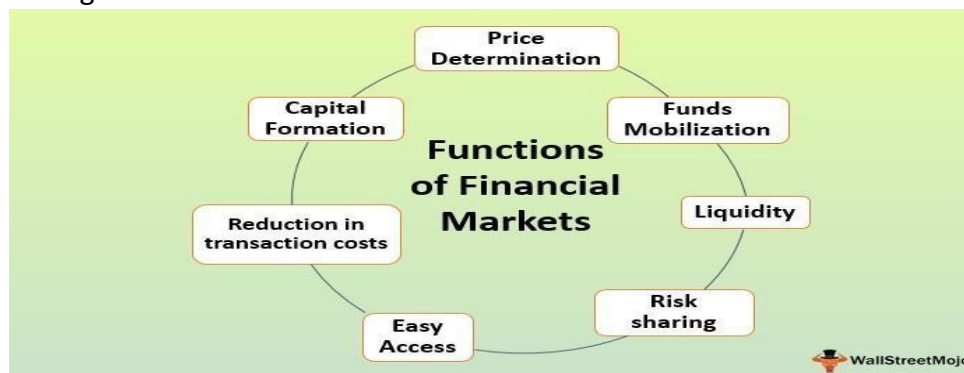 Price
Determination
Capital
Formation
Funds
Mobilization
Functions
of Financial
Markets
Reduction in
transaction costs
Liquidity
Risk
sharing
Easy
Access
WallStreetMojo